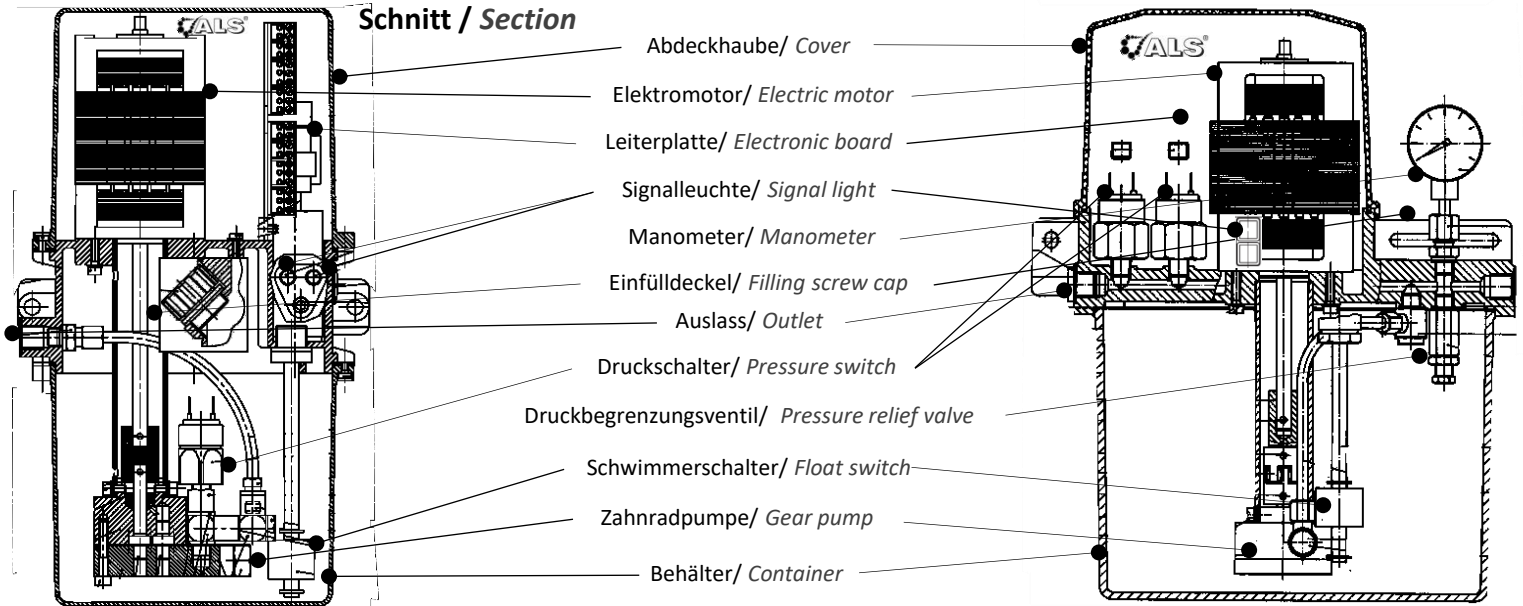 Schnitt / Section
ALS®
ALS®
Abdeckhaube/ Cover
Elektromotor/ Electric motor
Leiterplatte/ Electronic board
Signalleuchte/ Signal light
Manometer/ Manometer
Einfülldeckel/ Filling screw cap
Auslass/ Outlet
Druckschalter/ Pressure switch
Druckbegrenzungsventil/ Pressure relief valve
Schwimmerschalter/ Float switch
Zahnradpumpe/ Gear pump
Behälter/ Container